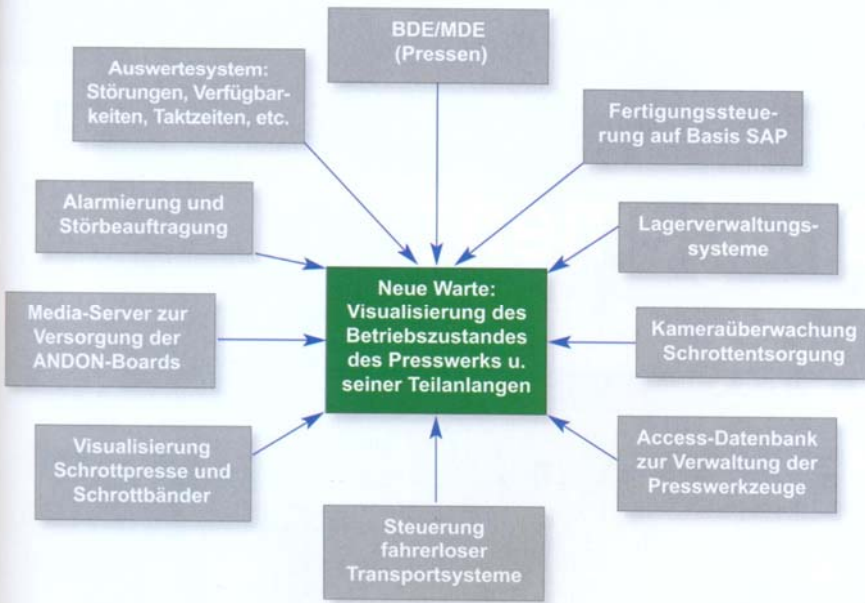 BDE/MDE
(Pressen)
Auswertesystem:
Störungen, Verfügbar-
keiten, Taktzeiten, etc.
Fertigungssteue-
rung auf Basis SAP
Alarmierung und
Störbeauftragung
Lagerverwaltungs-
systeme
Neue Warte:
Visualisierung des
Betriebszustandes
des Presswerks u.
seiner Teilanlangen
Media-Server zur
Versorgung der
ANDON-Boards
Kameraüberwachung
Schrottentsorgung
Visualisierung
Schrottpresse und
Schrottbänder
Access-Datenbank
zur Verwaltung der
Presswerkzeuge
Steuerung
fahrerloser
Transportsysteme